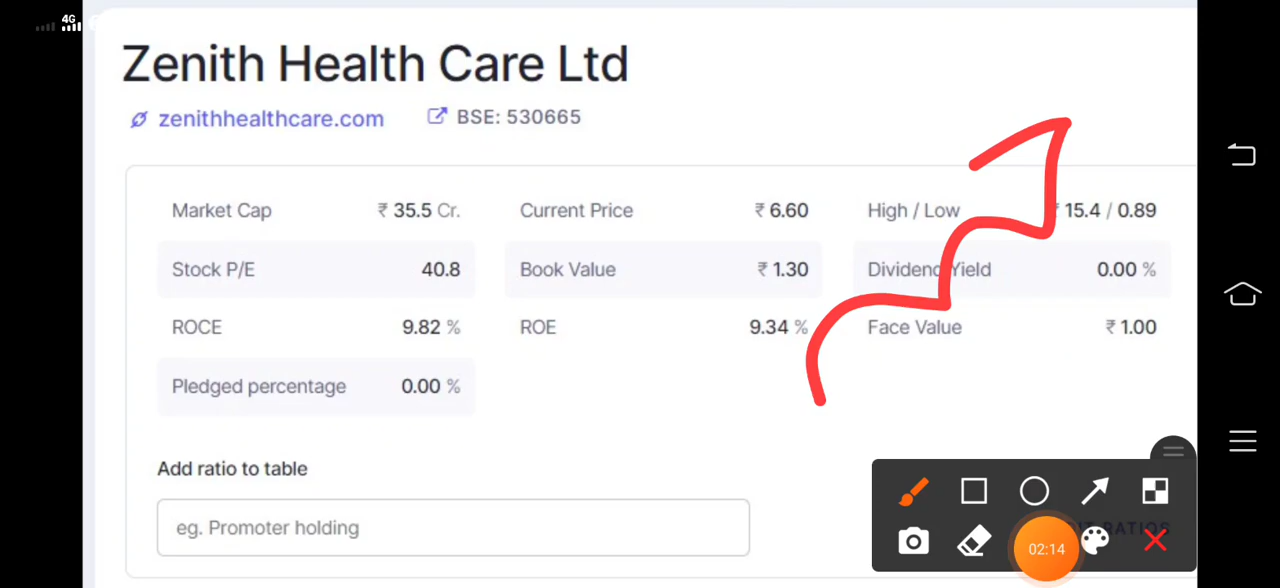 4G
Zenith Health Care Ltd
zenithhealthcare.com BSE: 530665
Market Cap ₹ 35.5 Cr. Current Price ₹ 6.60 High / Low ₹ 15.4 / 0.89
Stock P/E 40.8 Book Value ₹ 1.30 Dividend Yield 0.00 %
ROCE 9.82 % ROE 9.34 % Face Value ₹ 1.00
Pledged percentage 0.00 %
Add ratio to table
eg. Promoter holding
RATIOS
02:14